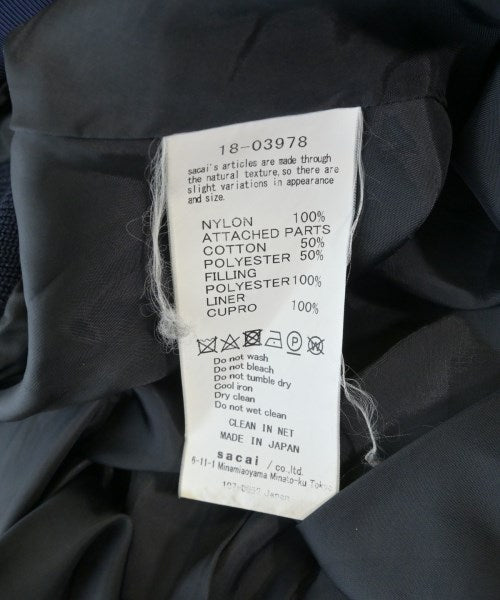 18-03978
sacai's articles are made through
the natural texture, so there are
slight variations in appearance
and size.
NYLON 100%
ATTACHED PARTS
COTTON 50%
POLYESTER 50%
FILLING
POLYESTER 100%
LINER
CUPRO 100%
P W
Do not wash
Do not bleach
Do not tumble dry
Cool iron
Dry clean
Do not wet clean
CLEAN IN NET
MADE IN JAPAN
sacai / co.,ltd.
6-11-1 Minamiaoyama Minato-ku Tokyo
Japan